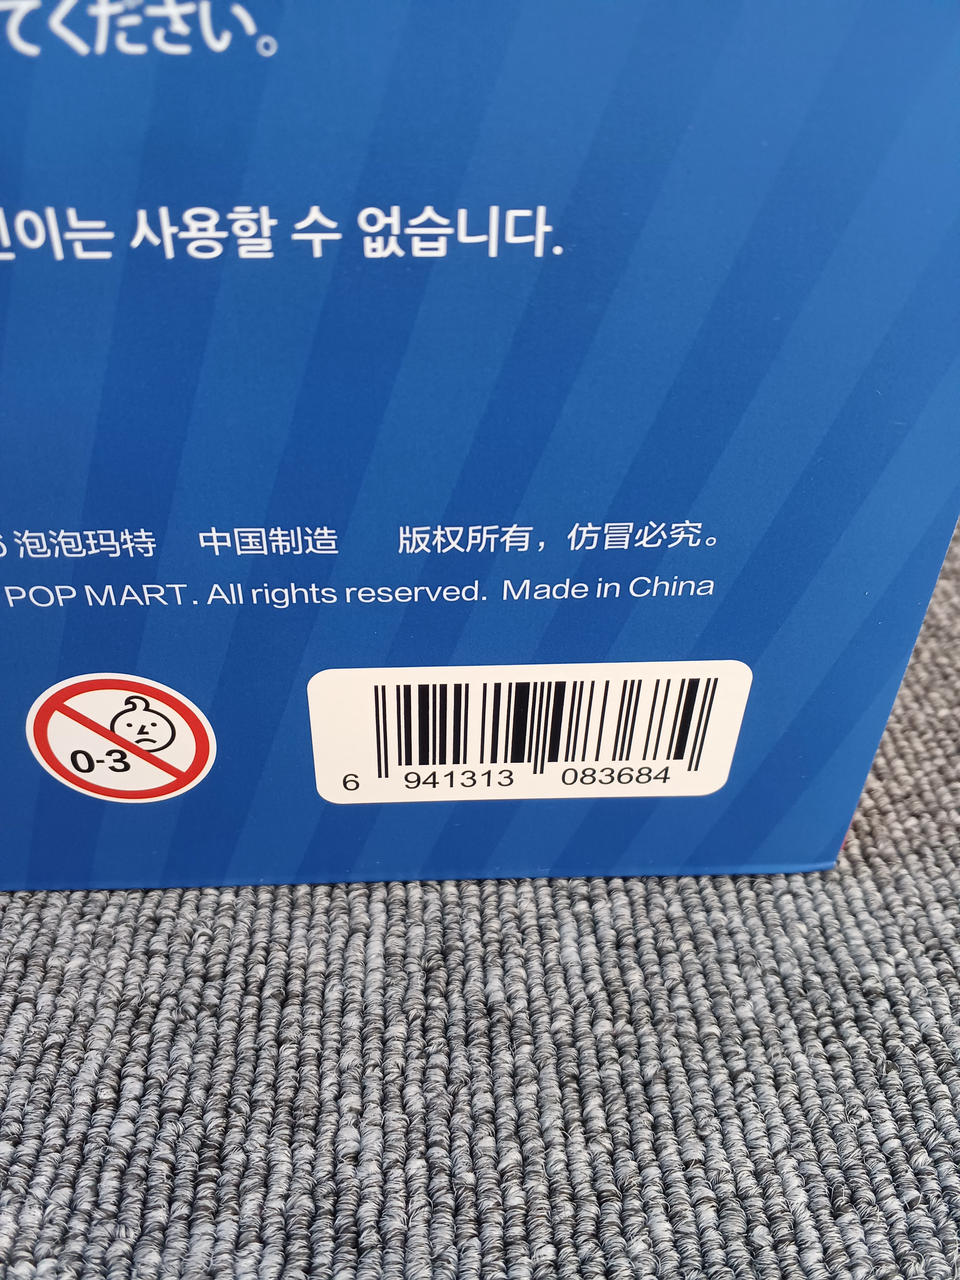 てください。
이는 사용할 수 없습니다.
泡泡玛特 中国制造 版权所有，仿冒必究。
POP MART. All rights reserved. Made in China
0-3
6 941313 083684